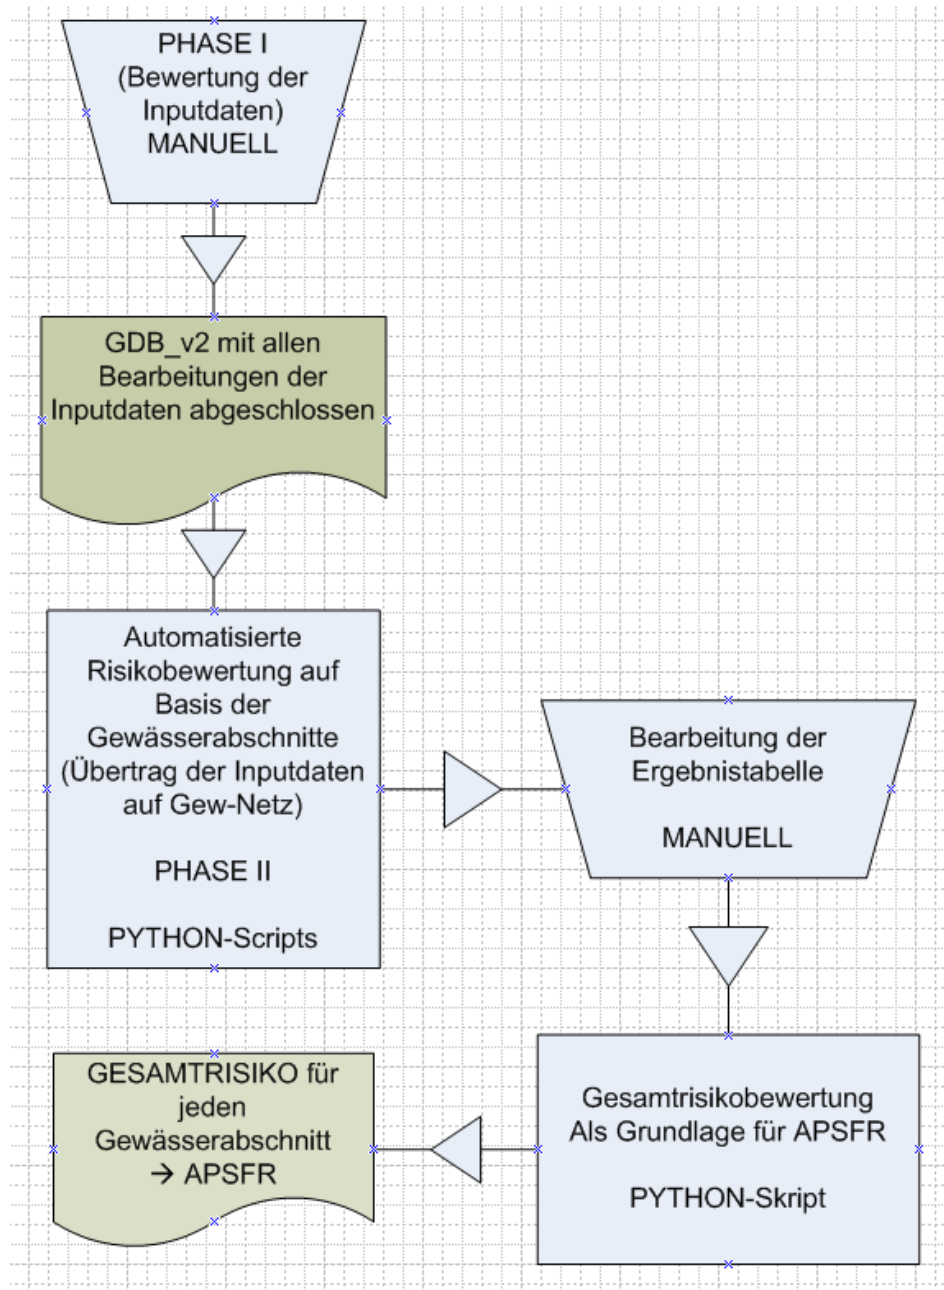 PHASE I
(Bewertung der
Inputdaten)
MANUELL
GDB_v2 mit allen
Bearbeitungen der
Inputdaten abgeschlossen
Automatisierte
Risikobewertung auf
Basis der
Gewässerabschnitte
(Übertrag der Inputdaten
auf Gew-Netz)
PHASE II
PYTHON-Scripts
Bearbeitung der
Ergebnistabelle
MANUELL
Gesamtrisikobewertung
Als Grundlage für APSFR
PYTHON-Skript
GESAMTRISIKO für
jeden
Gewässerabschnitt
→ APSFR